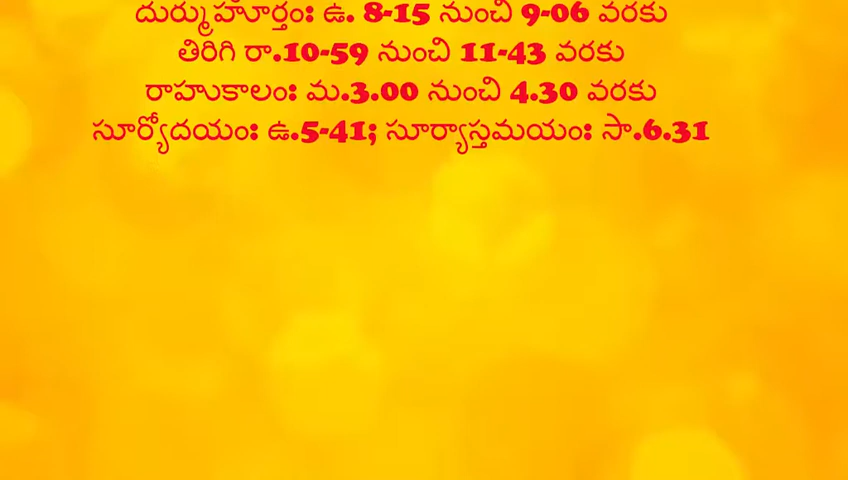 దుర్ముహూర్తం: ఉ. 8-15 నుంచి 9-06 వరకు
తిరిగి రా.10-59 నుంచి 11-43 వరకు
రాహుకాలం: మ.3.00 నుంచి 4.30 వరకు
సూర్యోదయం: ఉ.5-41; సూర్యాస్తమయం: సా.6.31